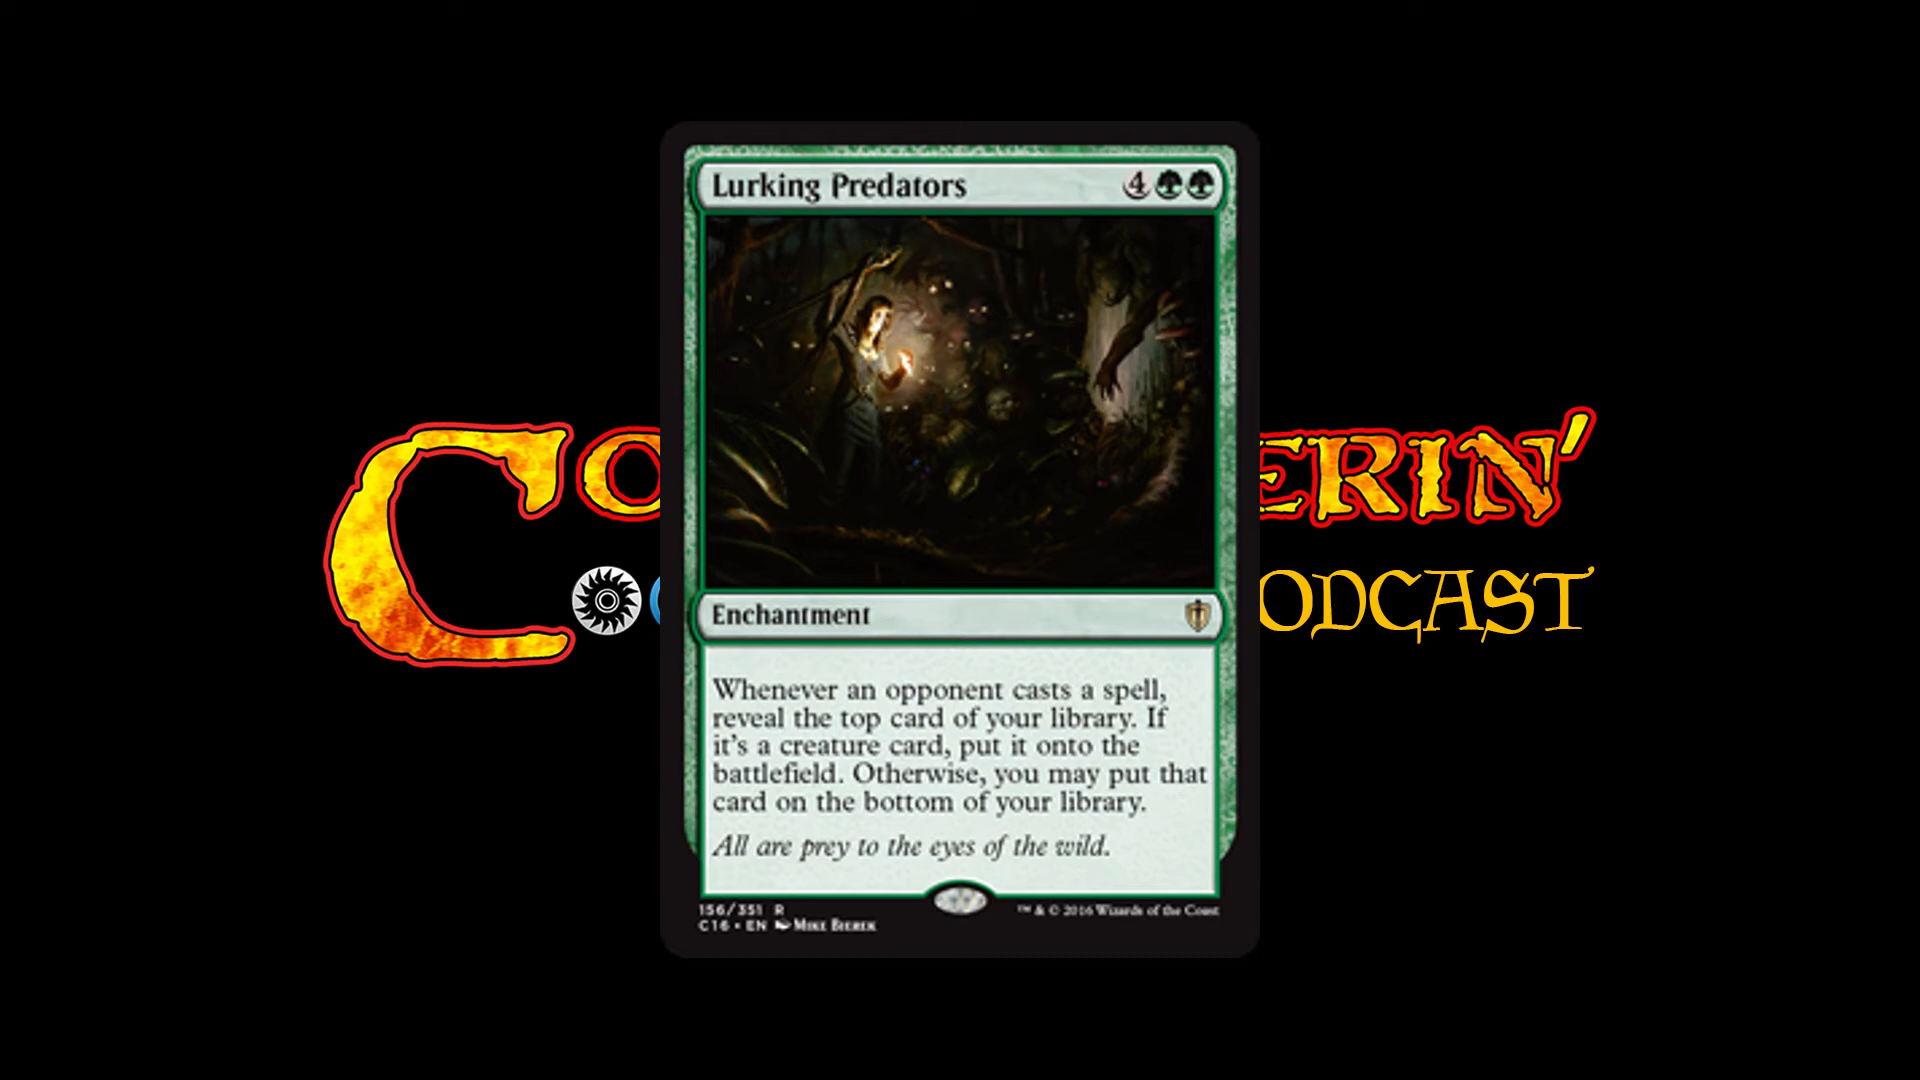 Lurking Predators 4
Enchantment
Whenever an opponent casts a spell,
reveal the top card of your library. If
it's a creature card, put it onto the
battlefield. Otherwise, you may put that
card on the bottom of your library.
All are prey to the eyes of the wild.
156/351 R
C16 • EN Mike Bierek
™ & © 2016 Wizards of the Coast
Co ERIN'
ODCAST